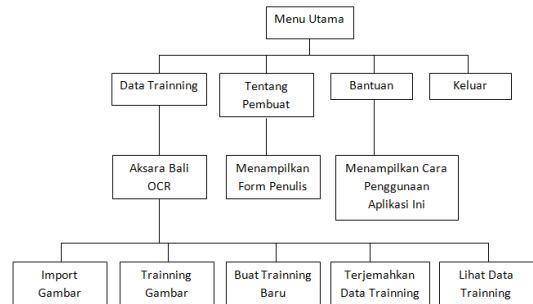 Menu Utama
Data Trainning
Tentang
Pembuat
Bantuan
Keluar
Aksara Bali
OCR
Menampilkan
Form Penulis
Menampilkan Cara
Penggunaan
Aplikasi Ini
Import
Gambar
Trainning
Gambar
Buat Trainning
Baru
Terjemahkan
Data Trainning
Lihat Data
Trainning